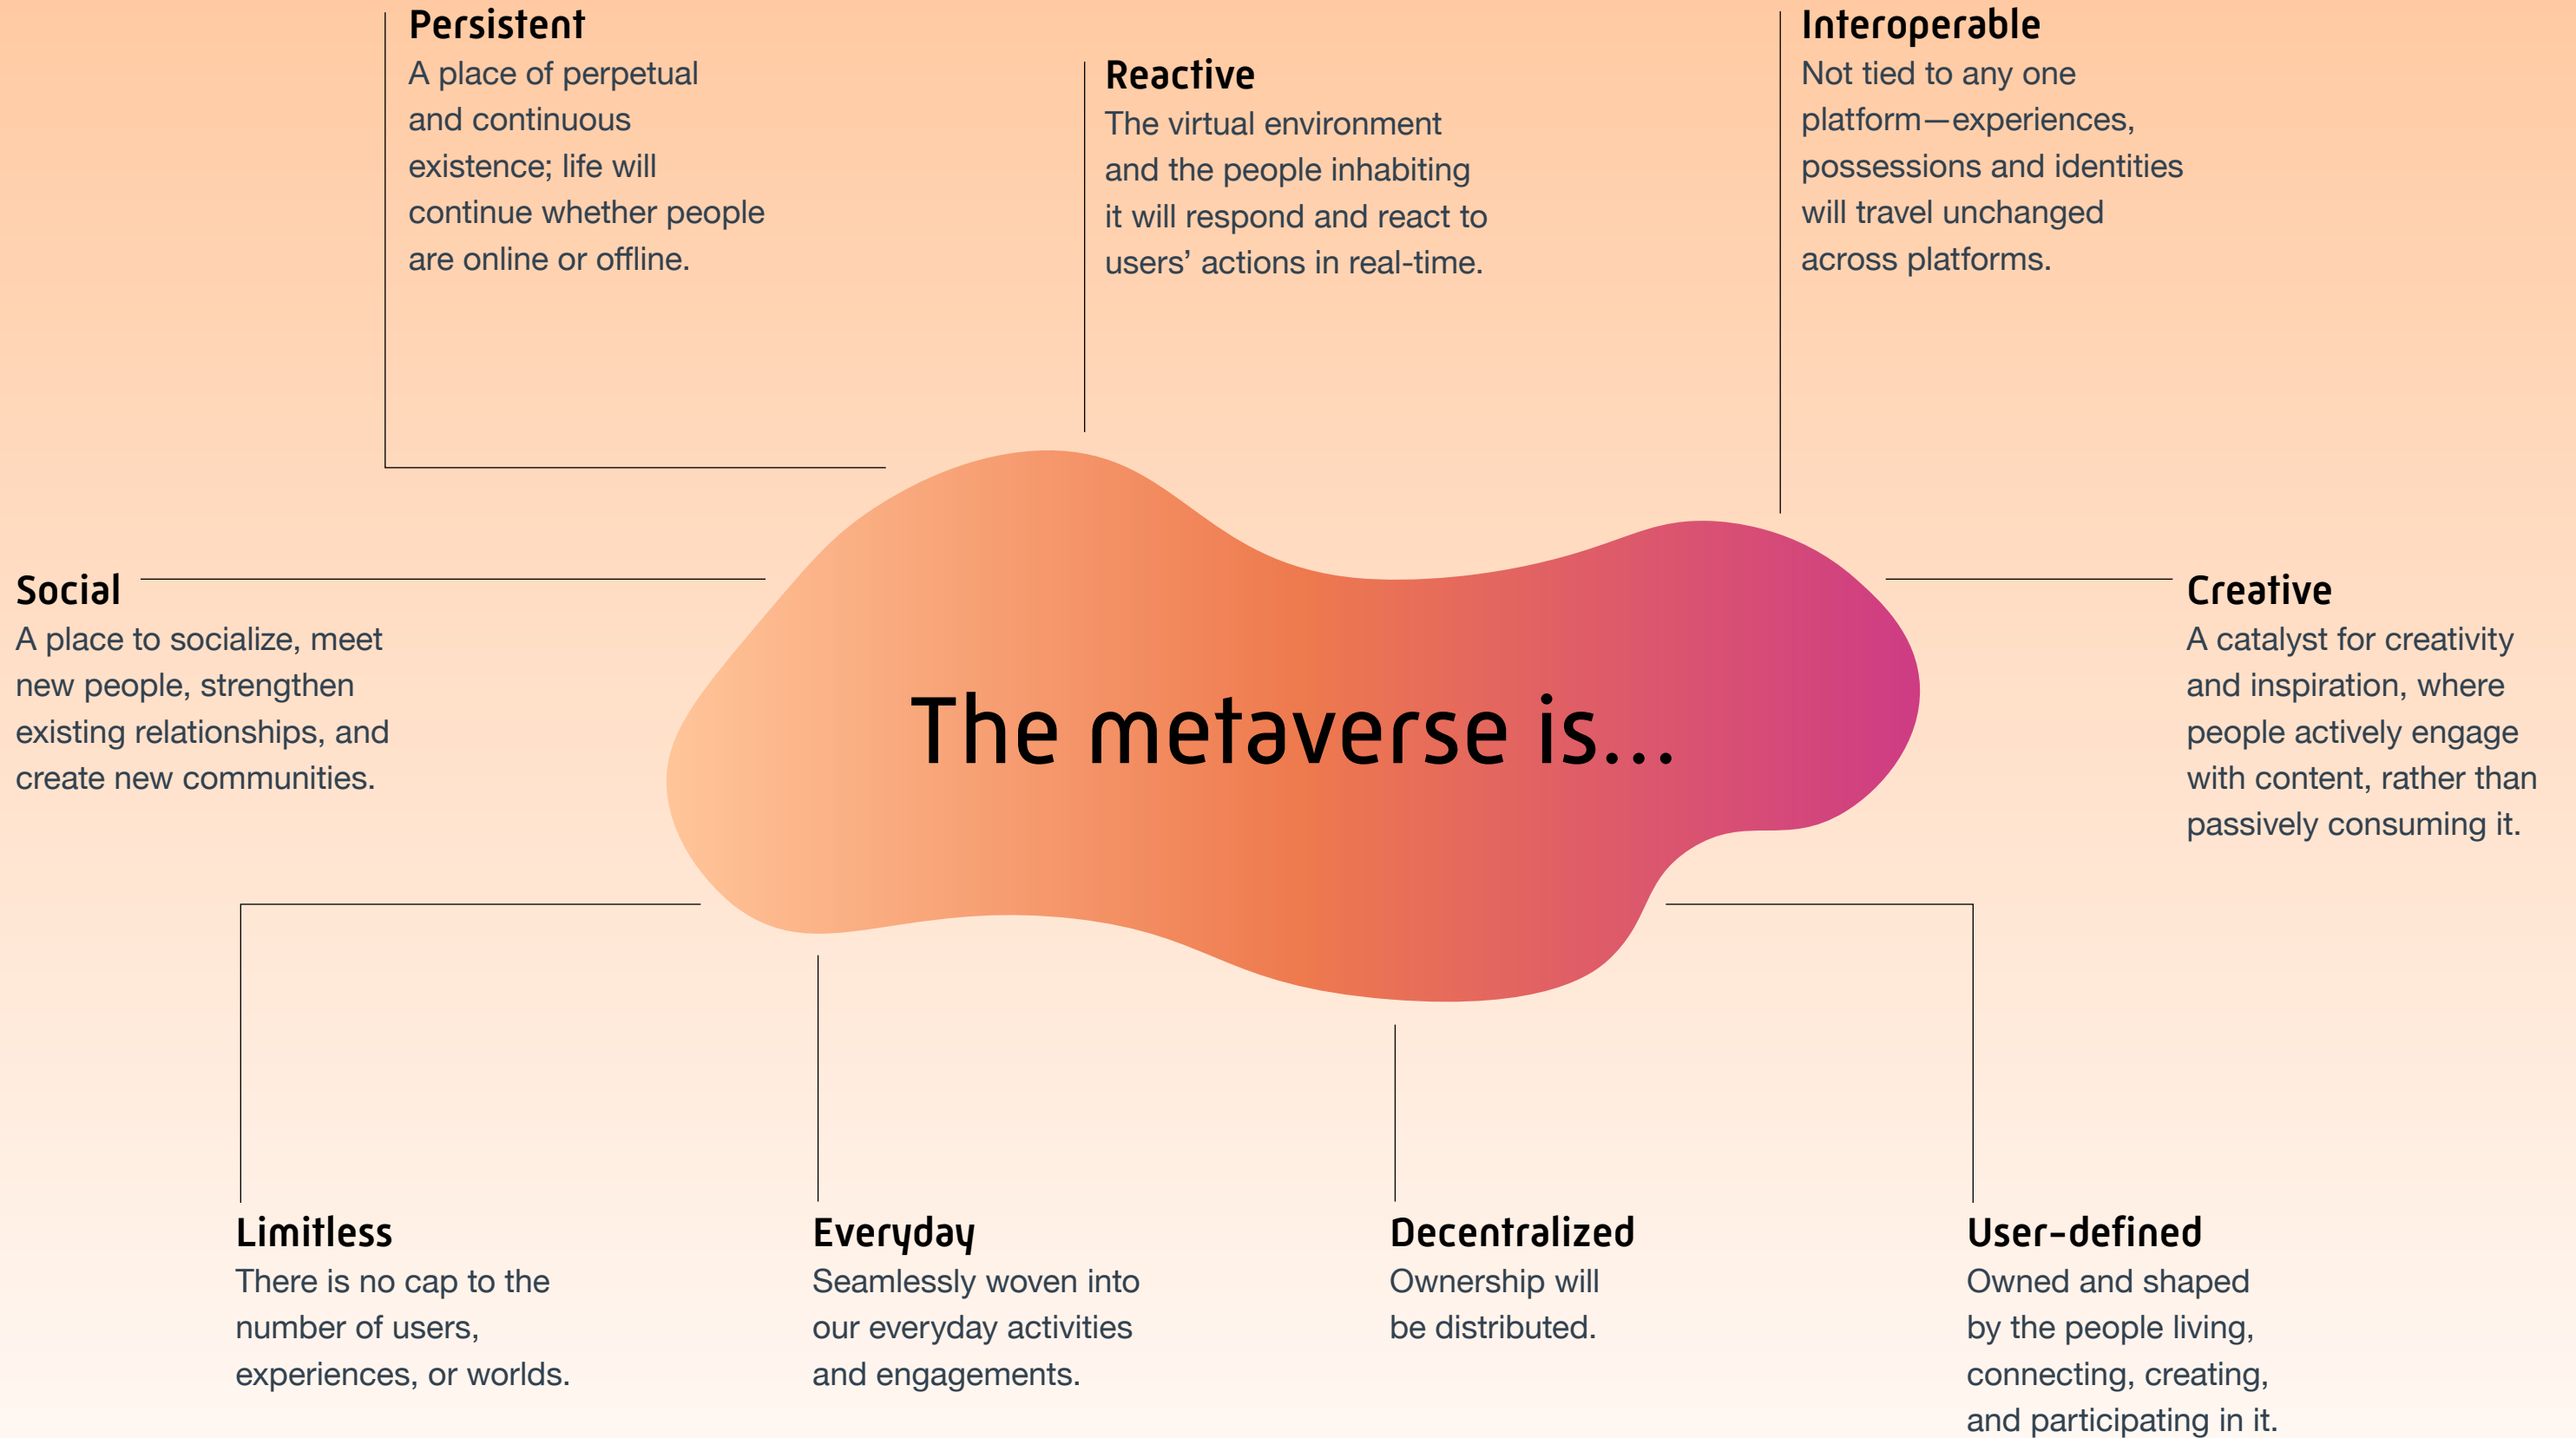 Persistent
A place of perpetual
and continuous
existence; life will
continue whether people
are online or offline.
Reactive
The virtual environment
and the people inhabiting
it will respond and react to
users’ actions in real-time.
Interoperable
Not tied to any one
platform—experiences,
possessions and identities
will travel unchanged
across platforms.
Social
A place to socialize, meet
new people, strengthen
existing relationships, and
create new communities.
The metaverse is...
Creative
A catalyst for creativity
and inspiration, where
people actively engage
with content, rather than
passively consuming it.
Limitless
There is no cap to the
number of users,
experiences, or worlds.
Everyday
Seamlessly woven into
our everyday activities
and engagements.
Decentralized
Ownership will
be distributed.
User-defined
Owned and shaped
by the people living,
connecting, creating,
and participating in it.